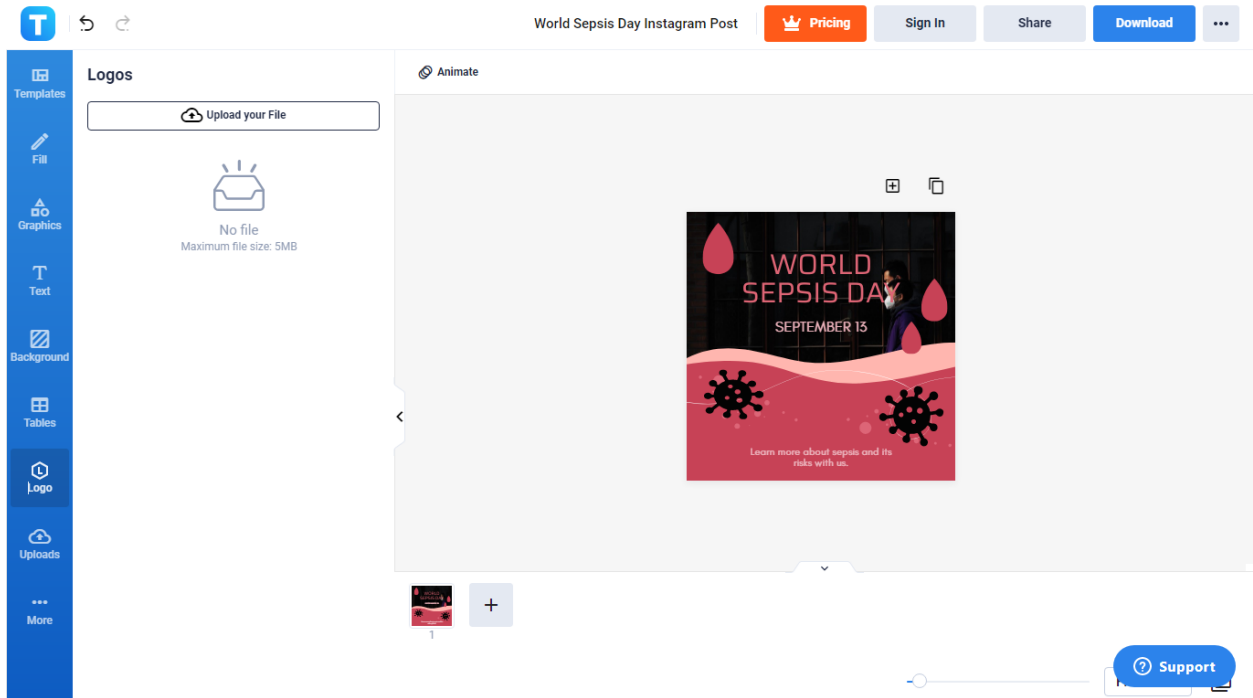 T
World Sepsis Day Instagram Post
Pricing
Sign In
Share
Download
Templates
Fill
Graphics
Text
Background
Tables
Logo
Uploads
More
Logos
Upload your File
No file
Maximum file size: 5MB
Animate
WORLD
SEPSIS DAY
SEPTEMBER 13
Learn more about sepsis and its
risks with us.
1
Support